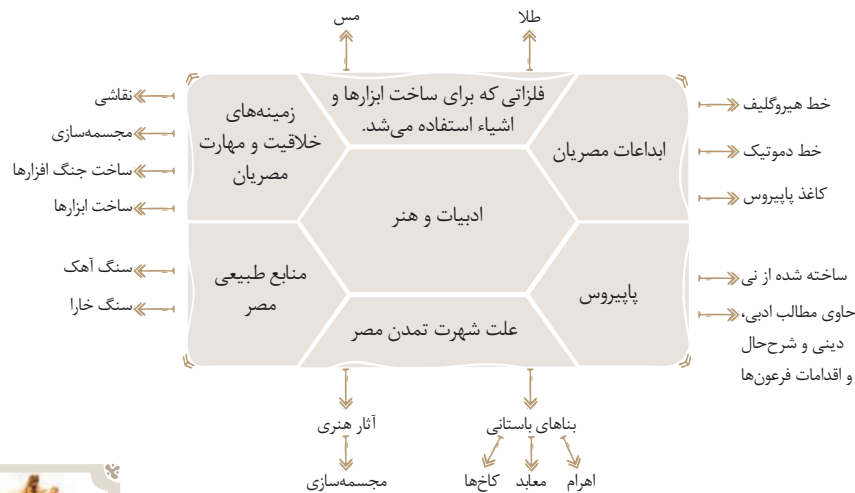 طلا
مس
فلزاتی که برای ساخت ابزارها و
اشیاء استفاده می‌شد.
ابداعات مصریان
خط هیروگلیف
خط دموتیک
کاغذ پاپیروس
زمینه‌های
خلاقیت و مهارت
مصریان
نقاشی
مجسمه‌سازی
ساخت جنگ افزارها
ساخت ابزارها
ادبیات و هنر
پاپیروس
ساخته شده از نی
حاوی مطالب ادبی،
دینی و شرح‌حال
و اقدامات فرعون‌ها
منابع طبیعی
مصر
سنگ آهک
سنگ خارا
علت شهرت تمدن مصر
بناهای باستانی
اهرام
معابد
کاخ‌ها
آثار هنری
مجسمه‌سازی